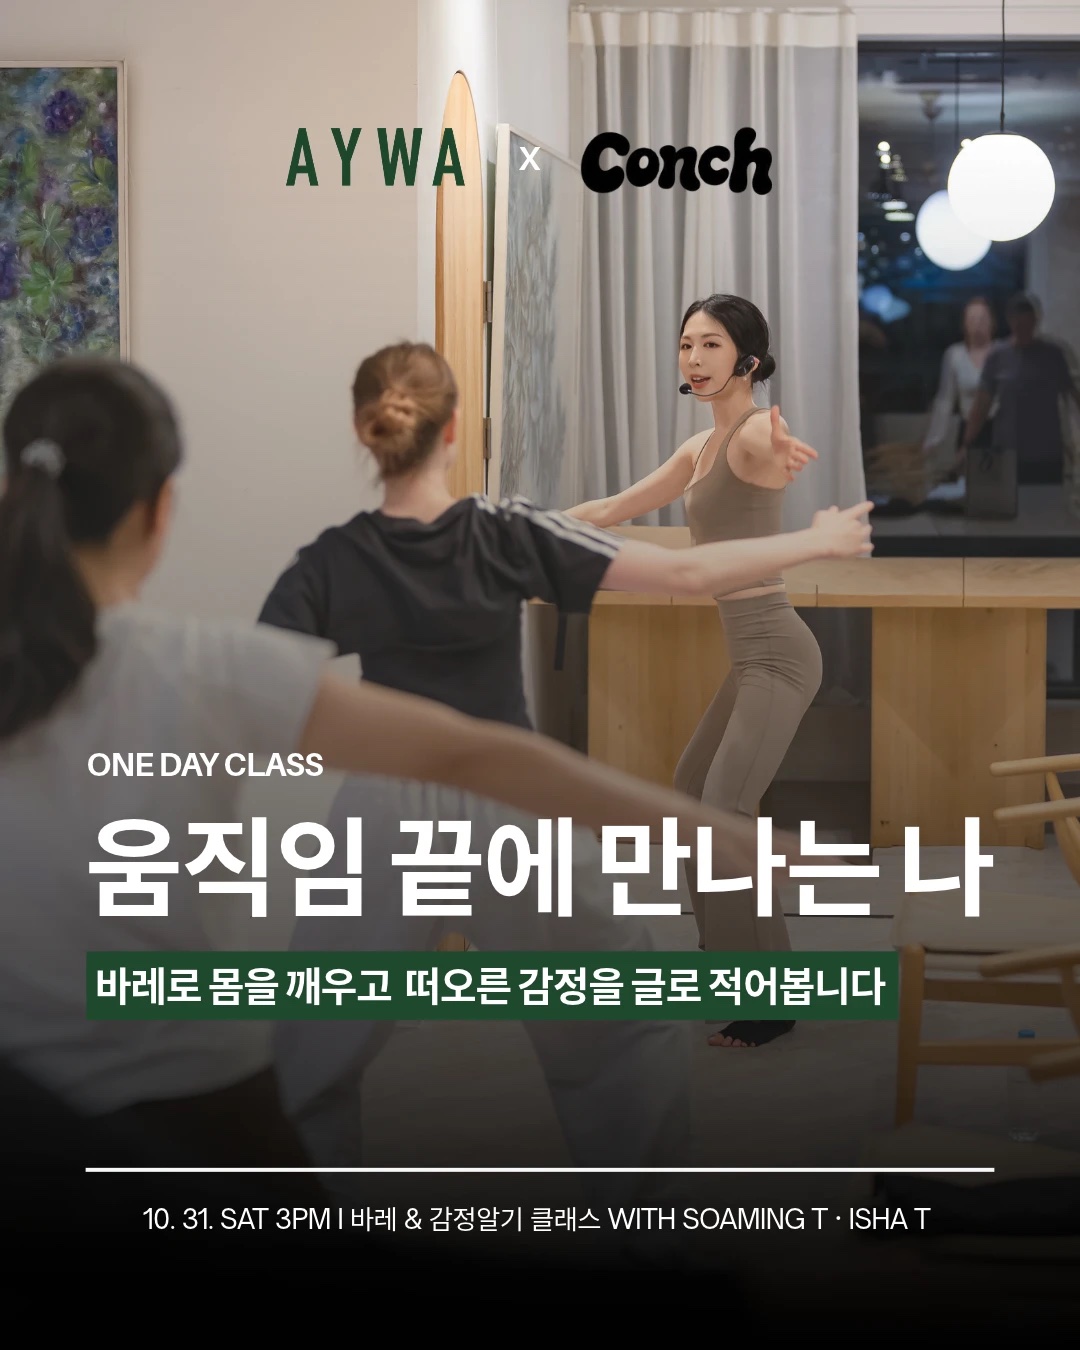 AYWA x Conch
ONE DAY CLASS
움직임 끝에 만나는 나
바레로 몸을 깨우고 떠오른 감정을 글로 적어봅니다
10. 31. SAT 3PM I 바레 & 감정알기 클래스 WITH SOAMING T · ISHA T